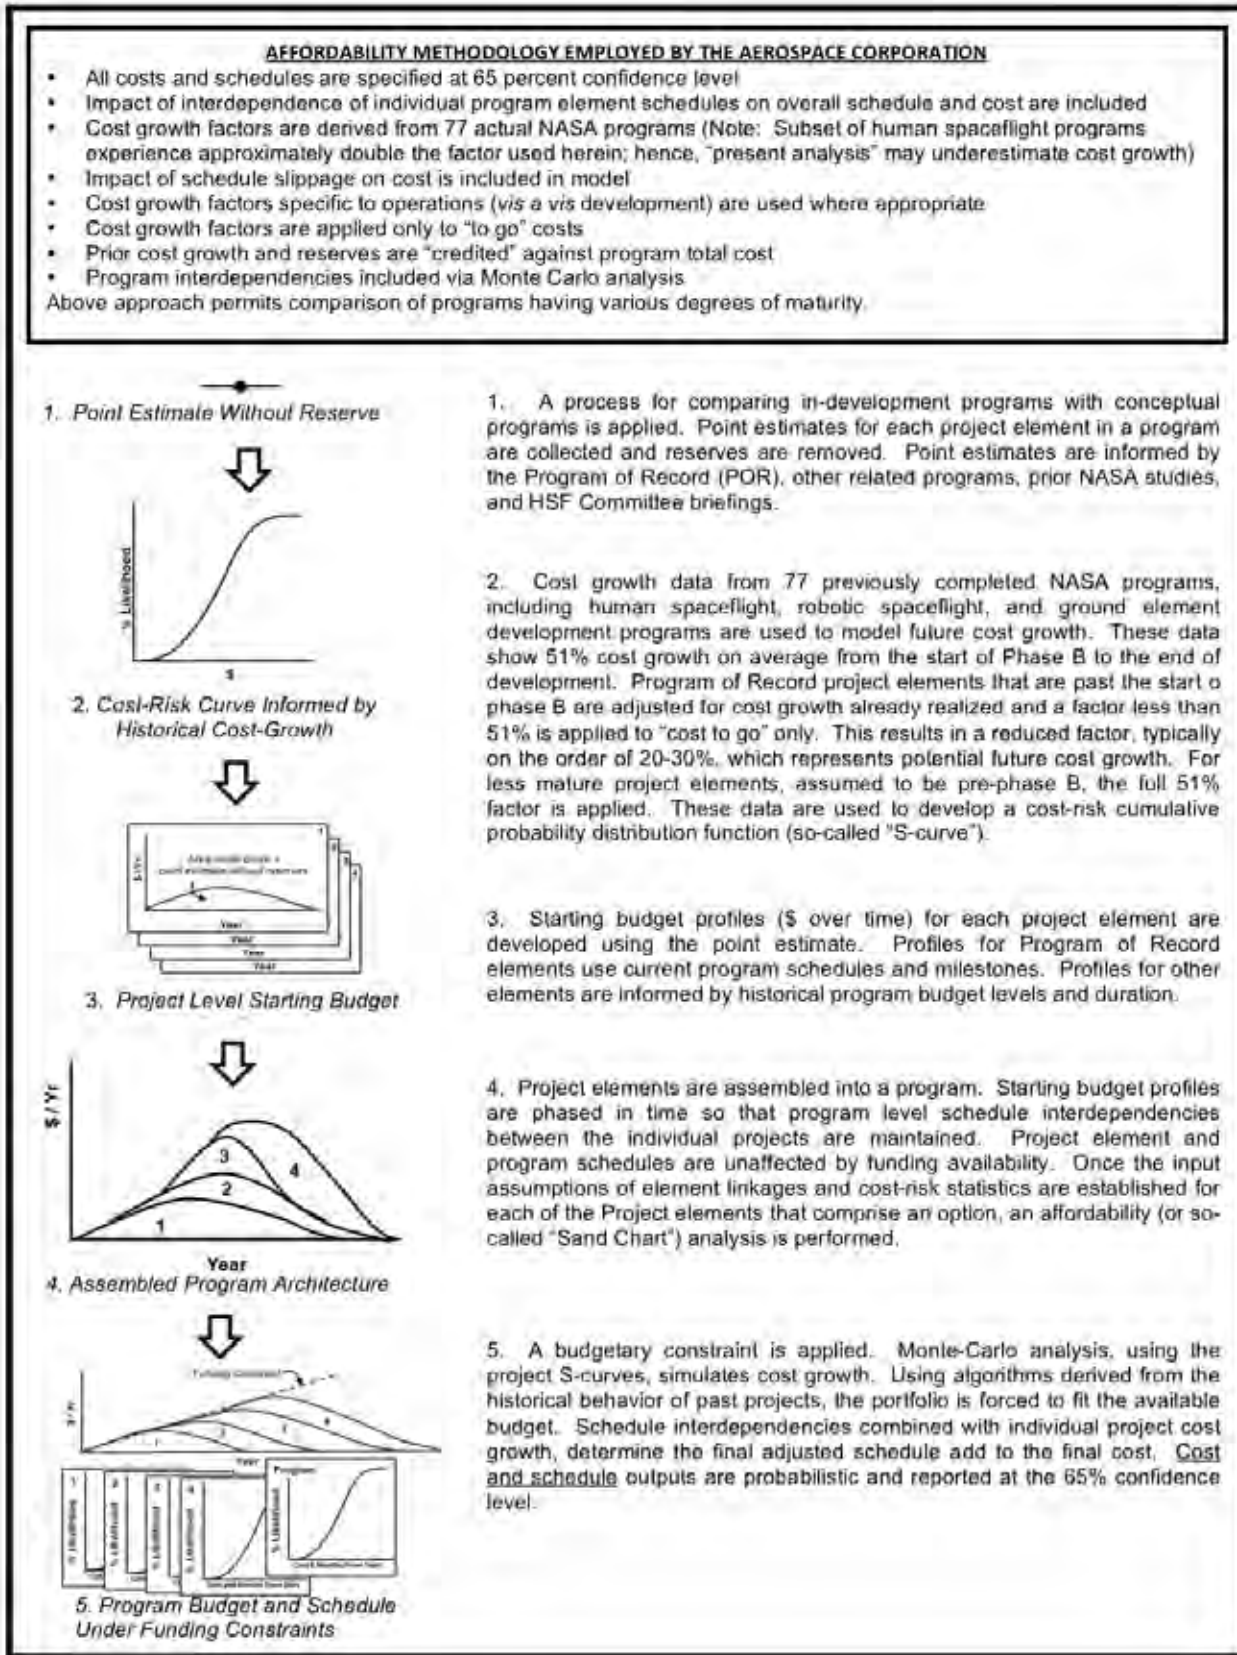 AFFORDABILITY METHODOLOGY EMPLOYED BY THE AEROSPACE CORPORATION
• All costs and schedules are specified at 65 percent confidence level
• Impact of interdependence of individual program element schedules on overall schedule and cost are included
• Cost growth factors are derived from 77 actual NASA programs (Note: Subset of human spaceflight programs
experience approximately double the factor used herein; hence, "present analysis" may underestimate cost growth)
• Impact of schedule slippage on cost is included in model
• Cost growth factors specific to operations (vis a vis development) are used where appropriate
• Cost growth factors are applied only to "to go" costs
• Prior cost growth and reserves are "credited" against program total cost
• Program interdependencies included via Monte Carlo analysis
Above approach permits comparison of programs having various degrees of maturity.
1. Point Estimate Without Reserve
% Likelihood
$
2. Cost-Risk Curve Informed by
Historical Cost-Growth
$/Yr
Year
Year
Year
Year
3. Project Level Starting Budget
$ / Yr
1
2
3
4
Year
4. Assembled Program Architecture
Funding Constraint
$ / Yr
Year
1
% Likelihood
2
% Likelihood
3
% Likelihood
4
% Likelihood
Program
% Likelihood
5. Program Budget and Schedule
Under Funding Constraints
1. A process for comparing in-development programs with conceptual
programs is applied. Point estimates for each project element in a program
are collected and reserves are removed. Point estimates are informed by
the Program of Record (POR), other related programs, prior NASA studies,
and HSF Committee briefings.
2. Cost growth data from 77 previously completed NASA programs,
including human spaceflight, robotic spaceflight, and ground element
development programs are used to model future cost growth. These data
show 51% cost growth on average from the start of Phase B to the end of
development. Program of Record project elements that are past the start o
phase B are adjusted for cost growth already realized and a factor less than
51% is applied to "cost to go" only. This results in a reduced factor, typically
on the order of 20-30%, which represents potential future cost growth. For
less mature project elements, assumed to be pre-phase B, the full 51%
factor is applied. These data are used to develop a cost-risk cumulative
probability distribution function (so-called "S-curve").
3. Starting budget profiles ($ over time) for each project element are
developed using the point estimate. Profiles for Program of Record
elements use current program schedules and milestones. Profiles for other
elements are informed by historical program budget levels and duration.
4. Project elements are assembled into a program. Starting budget profiles
are phased in time so that program level schedule interdependencies
between the individual projects are maintained. Project element and
program schedules are unaffected by funding availability. Once the input
assumptions of element linkages and cost-risk statistics are established for
each of the Project elements that comprise an option, an affordability (or so-
called "Sand Chart") analysis is performed.
5. A budgetary constraint is applied. Monte-Carlo analysis, using the
project S-curves, simulates cost growth. Using algorithms derived from the
historical behavior of past projects, the portfolio is forced to fit the available
budget. Schedule interdependencies combined with individual project cost
growth, determine the final adjusted schedule add to the final cost. Cost
and schedule outputs are probabilistic and reported at the 65% confidence
level.